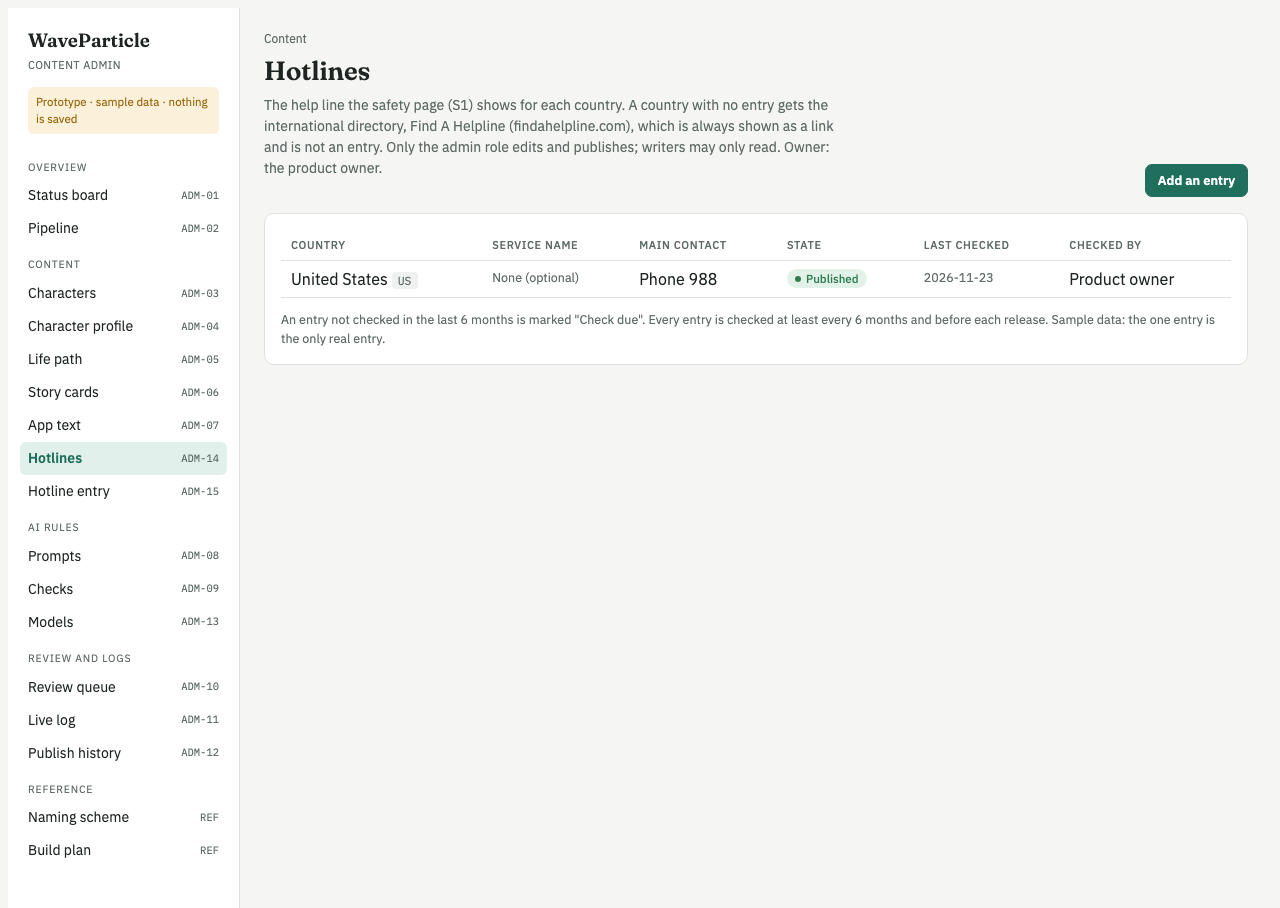 WaveParticle
CONTENT ADMIN
Prototype · sample data · nothing
is saved
OVERVIEW
Status board ADM-01
Pipeline ADM-02
CONTENT
Characters ADM-03
Character profile ADM-04
Life path ADM-05
Story cards ADM-06
App text ADM-07
Hotlines ADM-14
Hotline entry ADM-15
AI RULES
Prompts ADM-08
Checks ADM-09
Models ADM-13
REVIEW AND LOGS
Review queue ADM-10
Live log ADM-11
Publish history ADM-12
REFERENCE
Naming scheme REF
Build plan REF
Content
Hotlines
The help line the safety page (S1) shows for each country. A country with no entry gets the
international directory, Find A Helpline (findahelpline.com), which is always shown as a link
and is not an entry. Only the admin role edits and publishes; writers may only read. Owner:
the product owner.
Add an entry
COUNTRY SERVICE NAME MAIN CONTACT STATE LAST CHECKED CHECKED BY
United States US None (optional) Phone 988 Published 2026-11-23 Product owner
An entry not checked in the last 6 months is marked "Check due". Every entry is checked at least every 6 months and before each release. Sample data: the one entry is
the only real entry.